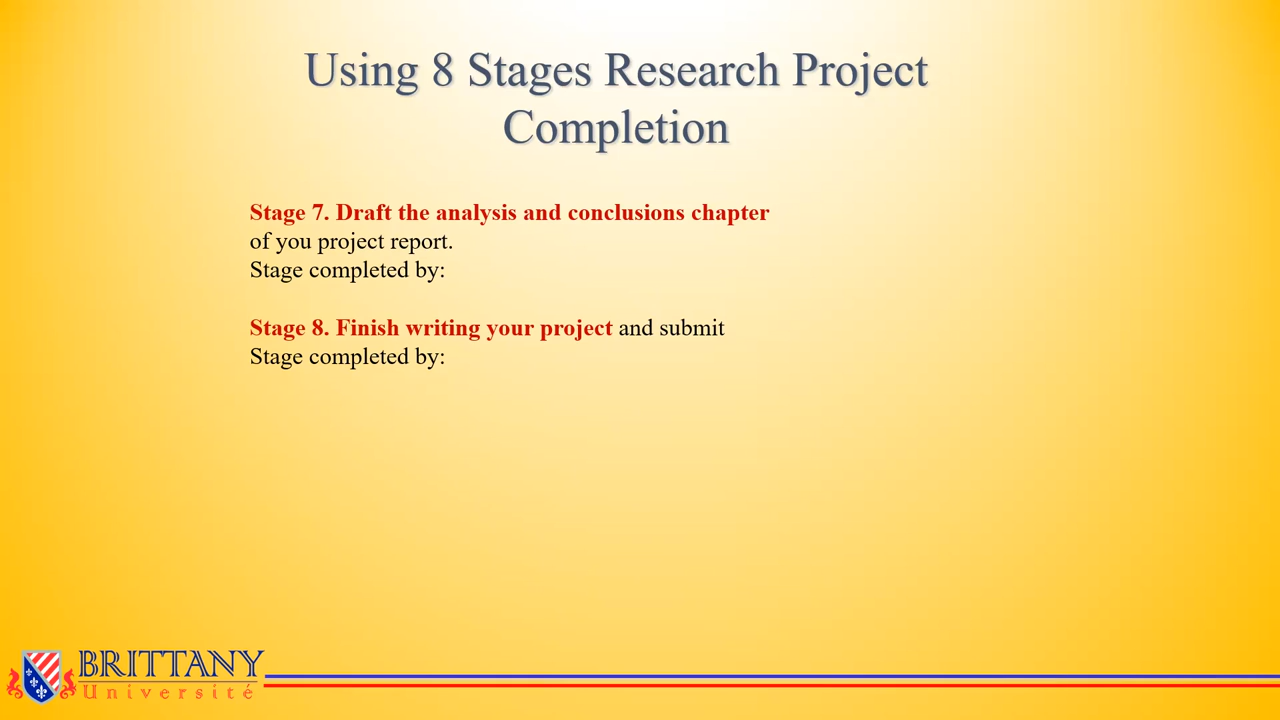 Using 8 Stages Research Project
Completion
Stage 7. Draft the analysis and conclusions chapter
of you project report.
Stage completed by:
Stage 8. Finish writing your project and submit
Stage completed by:
BRITTANY
Université